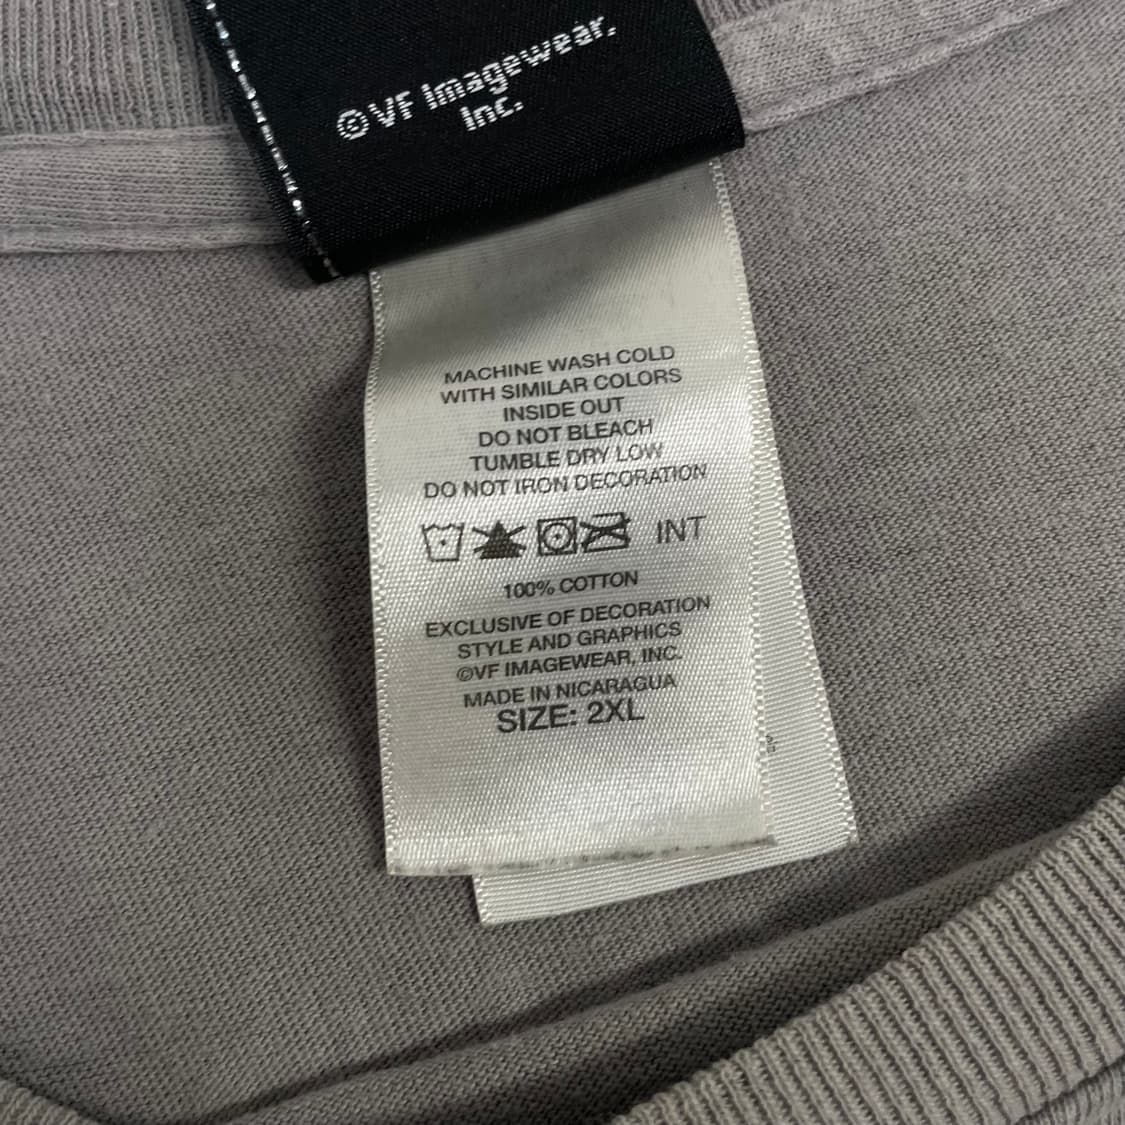 ©VF Imagewear,
Inc.
MACHINE WASH COLD
WITH SIMILAR COLORS
INSIDE OUT
DO NOT BLEACH
TUMBLE DRY LOW
DO NOT IRON DECORATION
INT
100% COTTON
EXCLUSIVE OF DECORATION
STYLE AND GRAPHICS
©VF IMAGEWEAR, INC.
MADE IN NICARAGUA
SIZE: 2XL